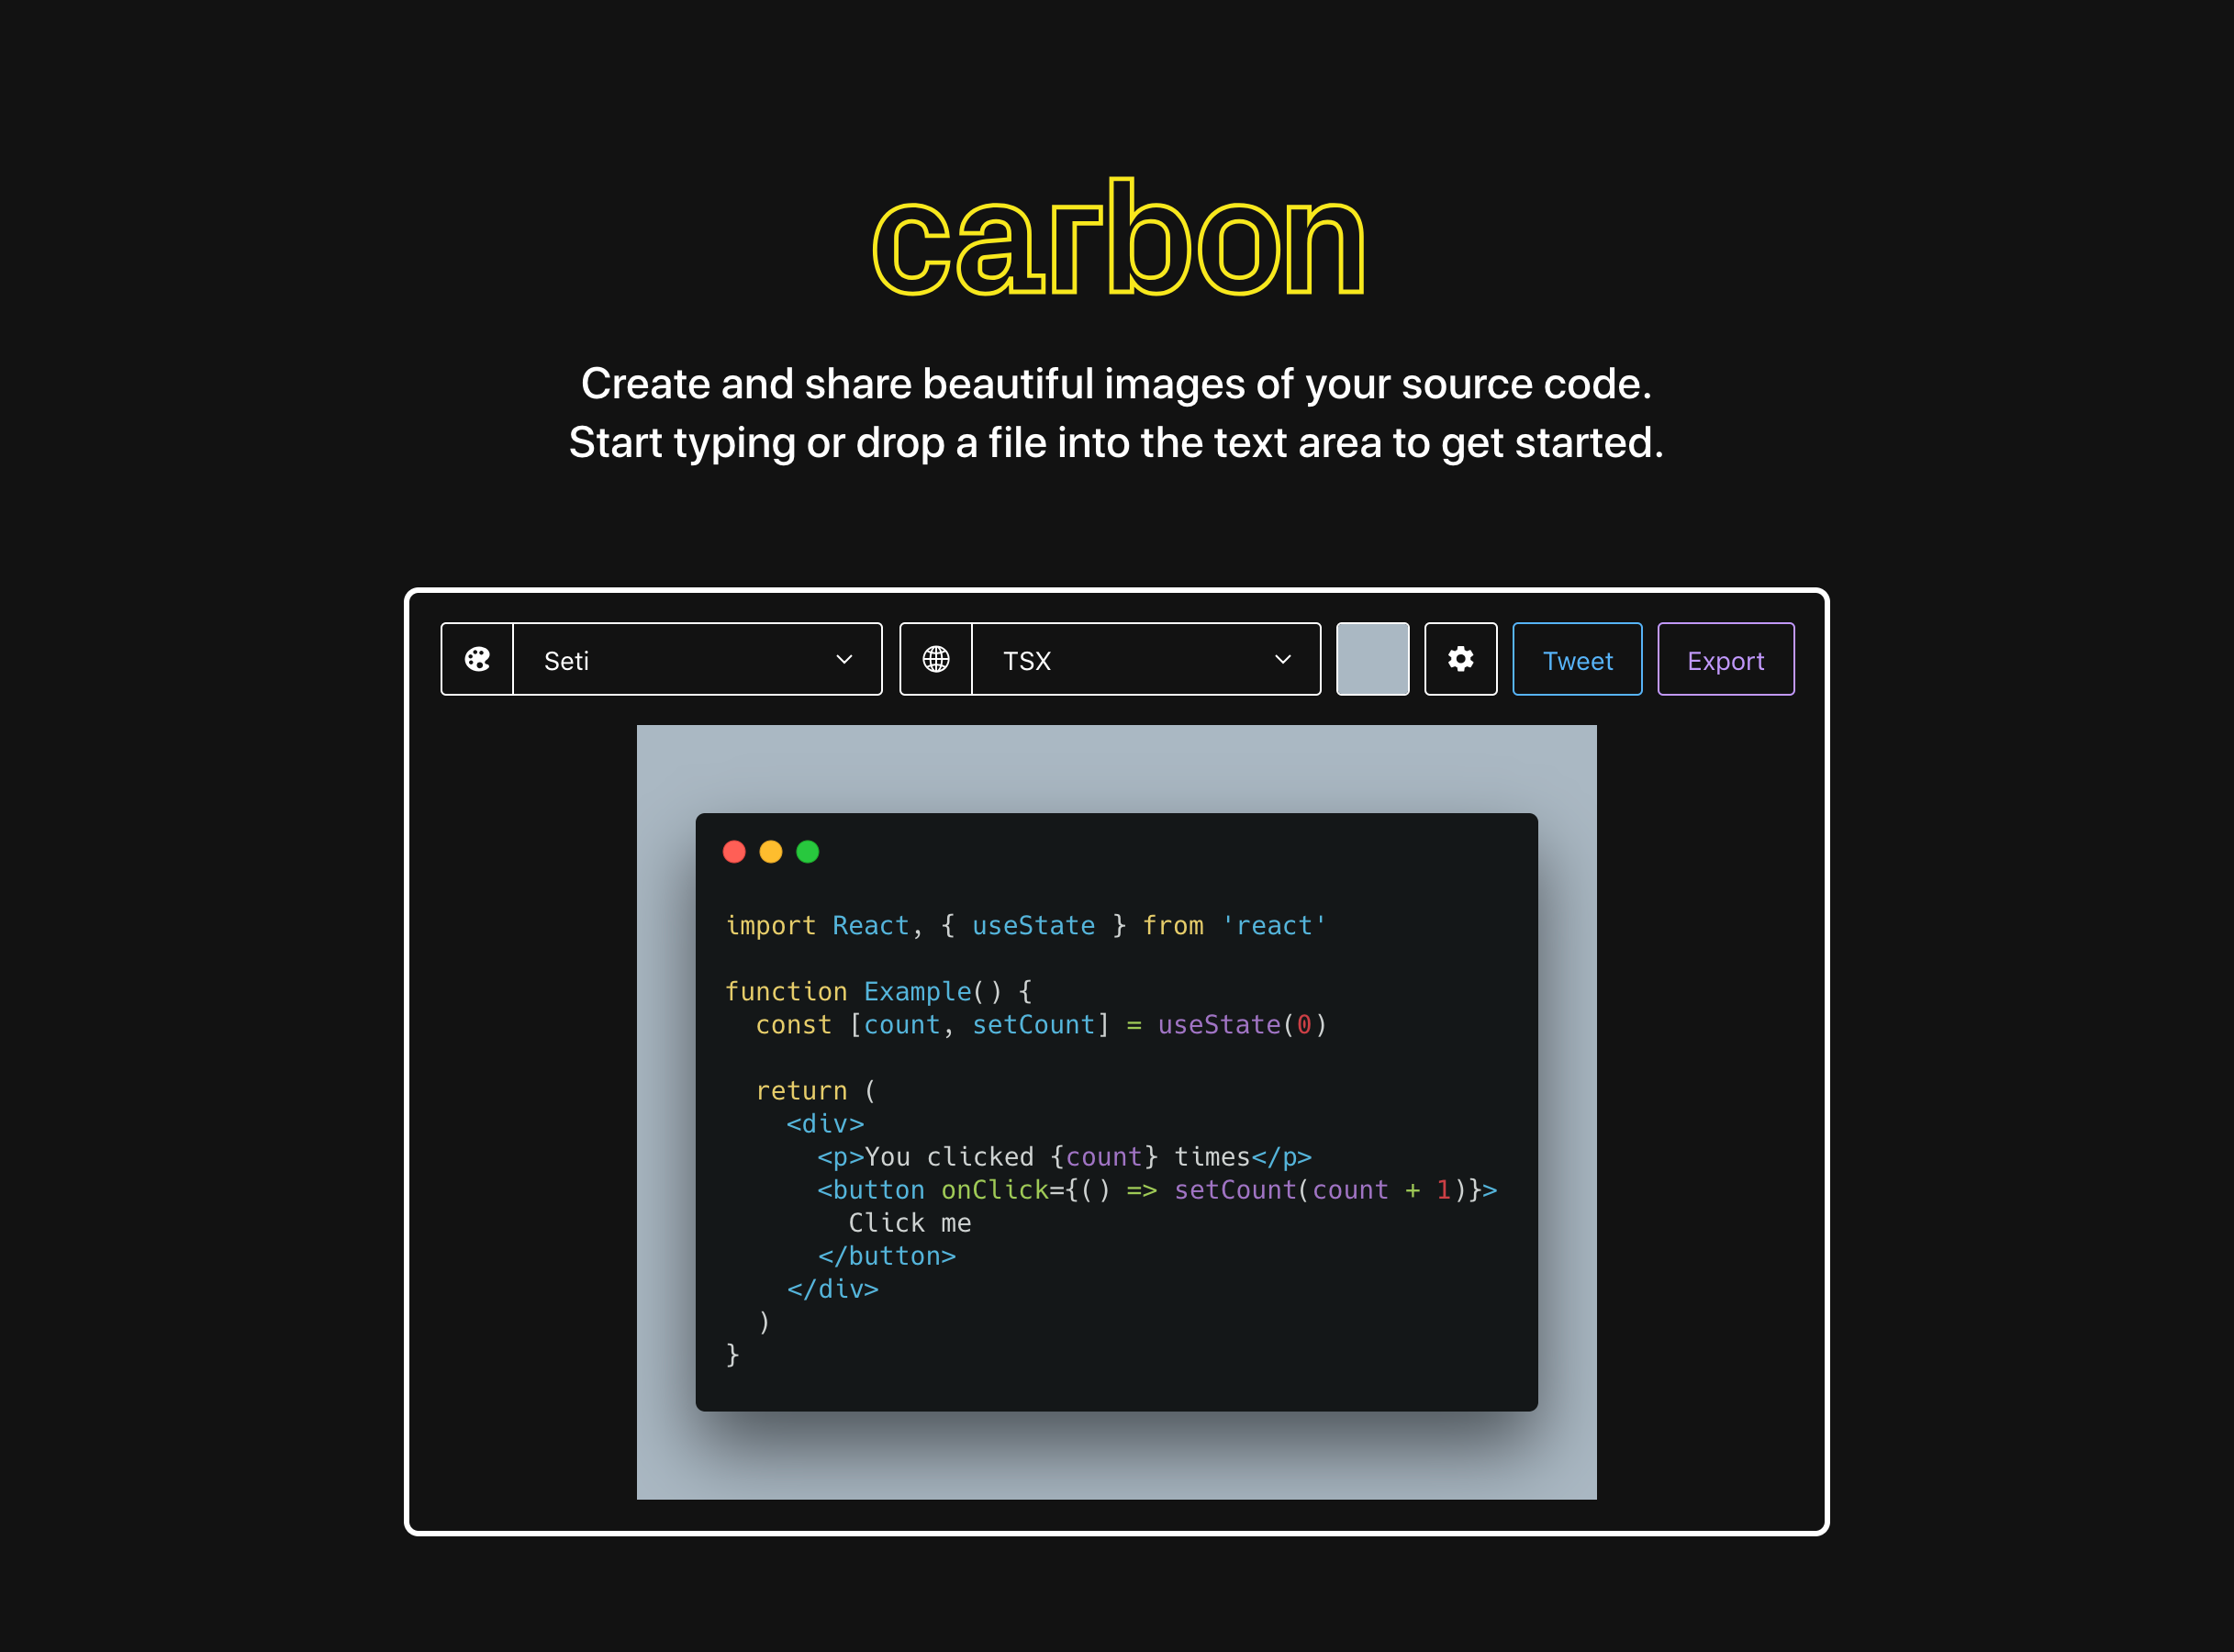 carbon
Create and share beautiful images of your source code.
Start typing or drop a file into the text area to get started.
Seti TSX Tweet Export
import React, { useState } from 'react'
function Example() {
  const [count, setCount] = useState(0)
  return (
    <div>
      <p>You clicked {count} times</p>
      <button onClick={() => setCount(count + 1)}>
        Click me
      </button>
    </div>
  )
}